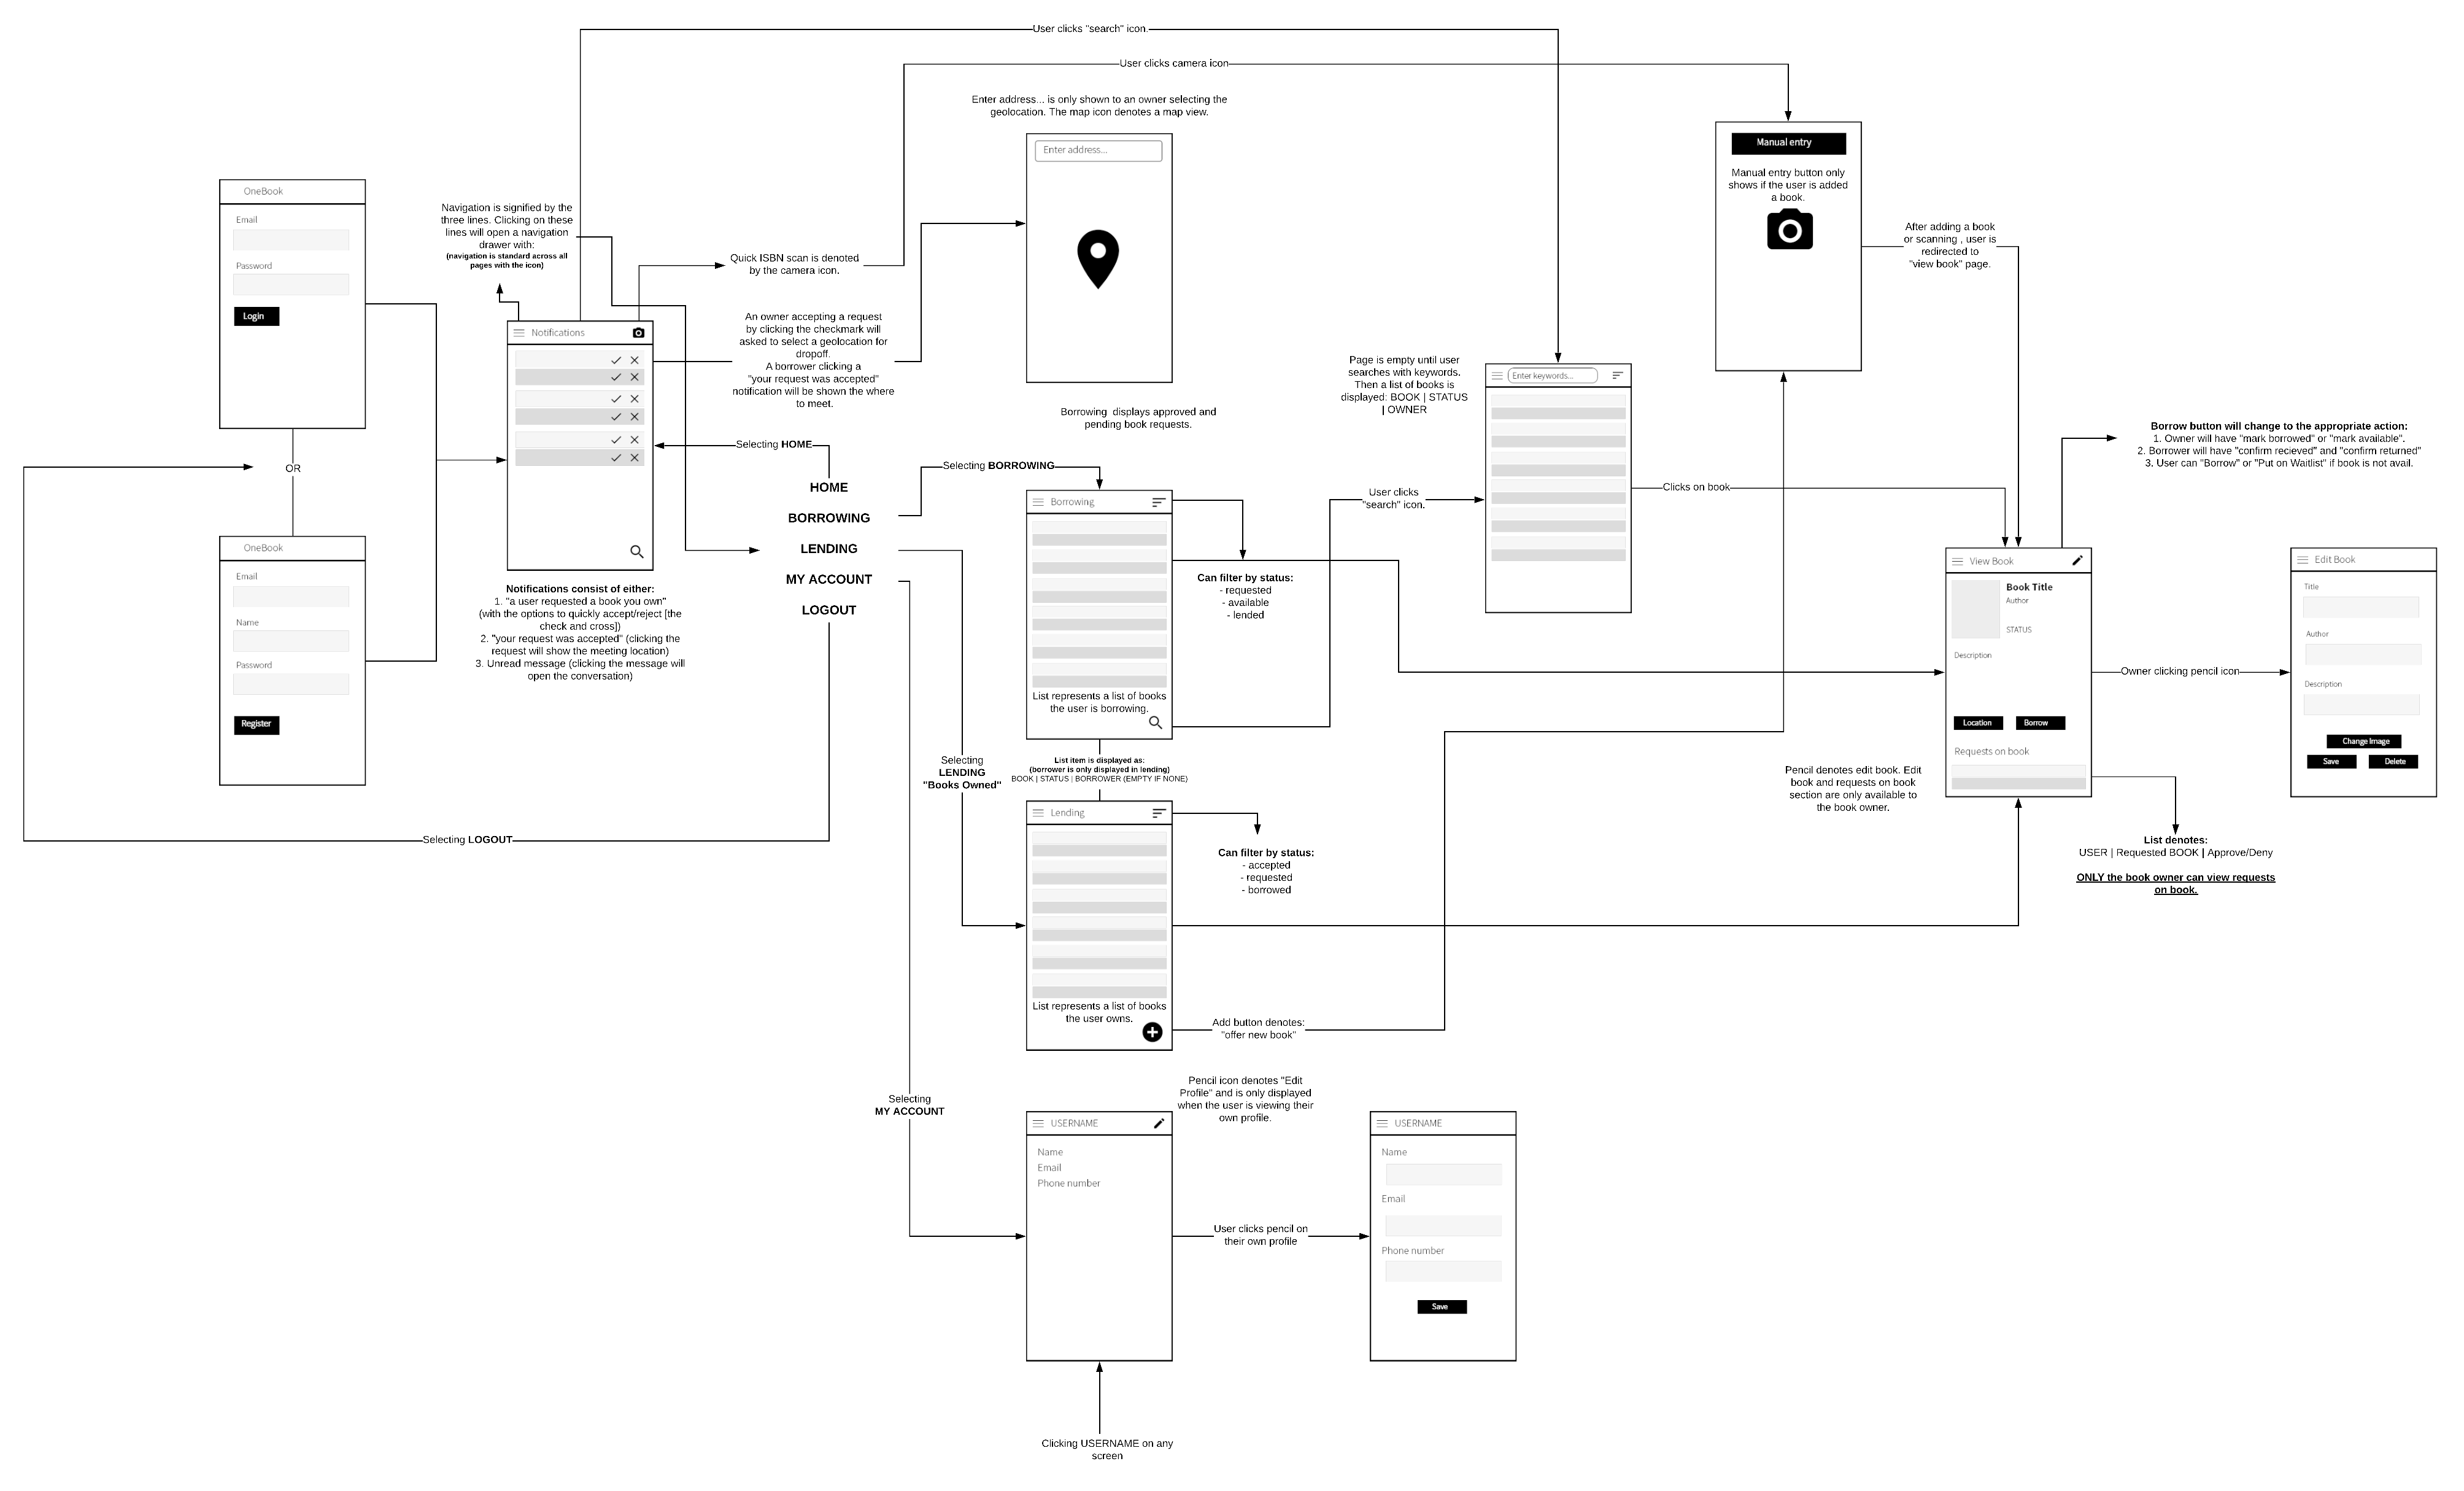 User clicks "search" icon.
User clicks camera icon
Enter address... is only shown to an owner selecting the
geolocation. The map icon denotes a map view.
Enter address...
Manual entry
Manual entry button only
shows if the user is added
a book.
After adding a book
or scanning , user is
redirected to
"view book" page.
OneBook
Email
Password
Login
OR
OneBook
Email
Name
Password
Register
Navigation is signified by the
three lines. Clicking on these
lines will open a navigation
drawer with:
(navigation is standard across all
pages with the icon)
Quick ISBN scan is denoted
by the camera icon.
Notifications
An owner accepting a request
by clicking the checkmark will
asked to select a geolocation for
dropoff.
A borrower clicking a
"your request was accepted"
notification will be shown the where
to meet.
Notifications consist of either:
1. "a user requested a book you own"
(with the options to quickly accept/reject [the
check and cross])
2. "your request was accepted" (clicking the
request will show the meeting location)
3. Unread message (clicking the message will
open the conversation)
Selecting HOME
HOME
BORROWING
LENDING
MY ACCOUNT
LOGOUT
Selecting LOGOUT
Borrowing displays approved and
pending book requests.
Selecting BORROWING
Borrowing
List represents a list of books
the user is borrowing.
Can filter by status:
- requested
- available
- lended
User clicks
"search" icon.
Page is empty until user
searches with keywords.
Then a list of books is
displayed: BOOK | STATUS
| OWNER
Enter keywords...
Clicks on book
Borrow button will change to the appropriate action:
1. Owner will have "mark borrowed" or "mark available".
2. Borrower will have "confirm recieved" and "confirm returned"
3. User can "Borrow" or "Put on Waitlist" if book is not avail.
View Book
Book Title
Author
STATUS
Description
Location
Borrow
Requests on book
Owner clicking pencil icon
Edit Book
Title
Author
Description
Change Image
Save
Delete
Pencil denotes edit book. Edit
book and requests on book
section are only available to
the book owner.
List denotes:
USER | Requested BOOK | Approve/Deny
ONLY the book owner can view requests
on book.
Selecting
LENDING
"Books Owned"
List item is displayed as:
(borrower is only displayed in lending)
BOOK | STATUS | BORROWER (EMPTY IF NONE)
Lending
List represents a list of books
the user owns.
Can filter by status:
- accepted
- requested
- borrowed
Add button denotes:
"offer new book"
Selecting
MY ACCOUNT
Pencil icon denotes "Edit
Profile" and is only displayed
when the user is viewing their
own profile.
USERNAME
Name
Email
Phone number
User clicks pencil on
their own profile
USERNAME
Name
Email
Phone number
Save
Clicking USERNAME on any
screen